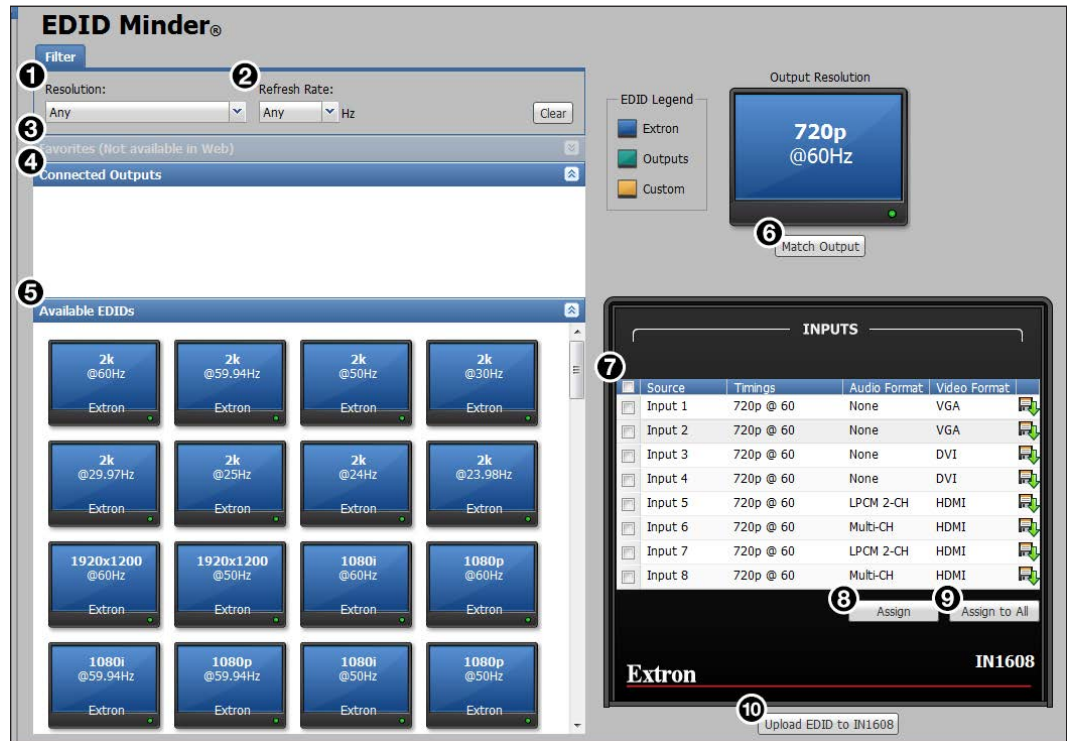 EDID Minder®
Filter
1 2
Resolution: Refresh Rate:
Any Any Hz Clear
3
Favorites (Not available in Web)
4
Connected Outputs
5
Available EDIDs
2k 2k 2k 2k
@60Hz @59.94Hz @50Hz @30Hz
Extron Extron Extron Extron
2k 2k 2k 2k
@29.97Hz @25Hz @24Hz @23.98Hz
Extron Extron Extron Extron
1920x1200 1920x1200 1080i 1080p
@60Hz @50Hz @60Hz @60Hz
Extron Extron Extron Extron
1080i 1080p 1080i 1080p
@59.94Hz @59.94Hz @50Hz @50Hz
Extron Extron Extron Extron
EDID Legend
Extron
Outputs
Custom
Output Resolution
720p
@60Hz
6
Match Output
INPUTS
7
Source Timings Audio Format Video Format
Input 1 720p @ 60 None VGA
Input 2 720p @ 60 None VGA
Input 3 720p @ 60 None DVI
Input 4 720p @ 60 None DVI
Input 5 720p @ 60 LPCM 2-CH HDMI
Input 6 720p @ 60 Multi-CH HDMI
Input 7 720p @ 60 LPCM 2-CH HDMI
Input 8 720p @ 60 Multi-CH HDMI
8 9
Assign Assign to All
Extron IN1608
10
Upload EDID to IN1608